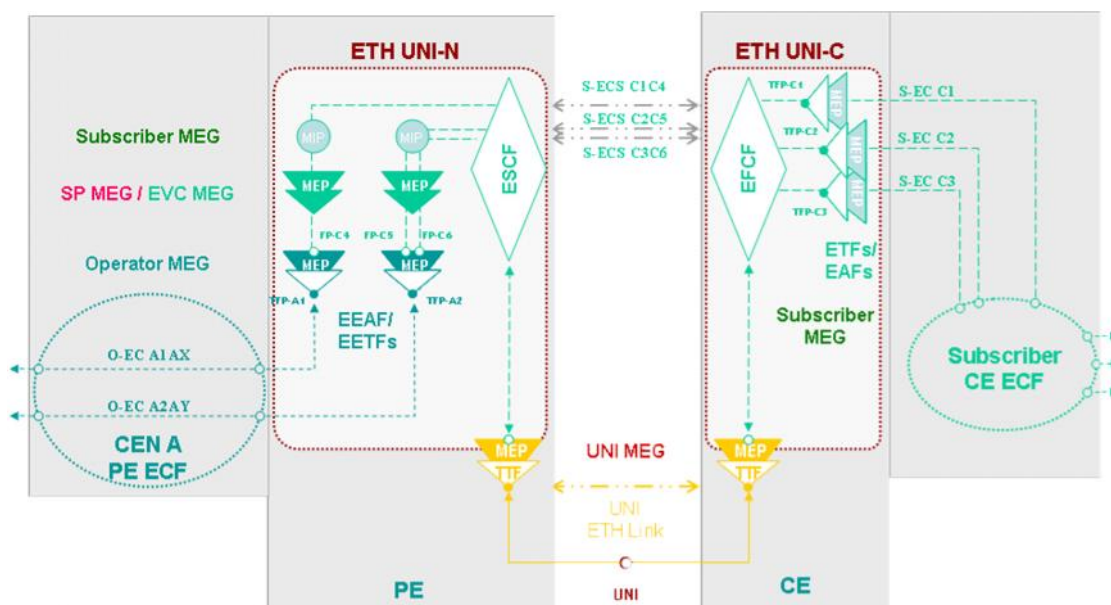 ETH UNI-N
ETH UNI-C
S-ECS C1C4
S-ECS C2C5
S-ECS C3C6
TFP-C1
MEP
S-EC C1
Subscriber MEG
MIP
MIP
ESCF
EFCF
TFP-C2
MEP
S-EC C2
SP MEG / EVC MEG
MEP
MEP
MEP
S-EC C3
TFP-C3
FP-C4
FP-C5
FP-C6
Operator MEG
MEP
MEP
ETFs/
EAFs
TFP-A1
TFP-A2
EEAF/
EETFs
Subscriber
MEG
O-EC A1AX
Subscriber
CE ECF
O-EC A2AY
CEN A
PE ECF
MEP
TTF
UNI MEG
MEP
TTF
UNI
ETH Link
PE
UNI
CE